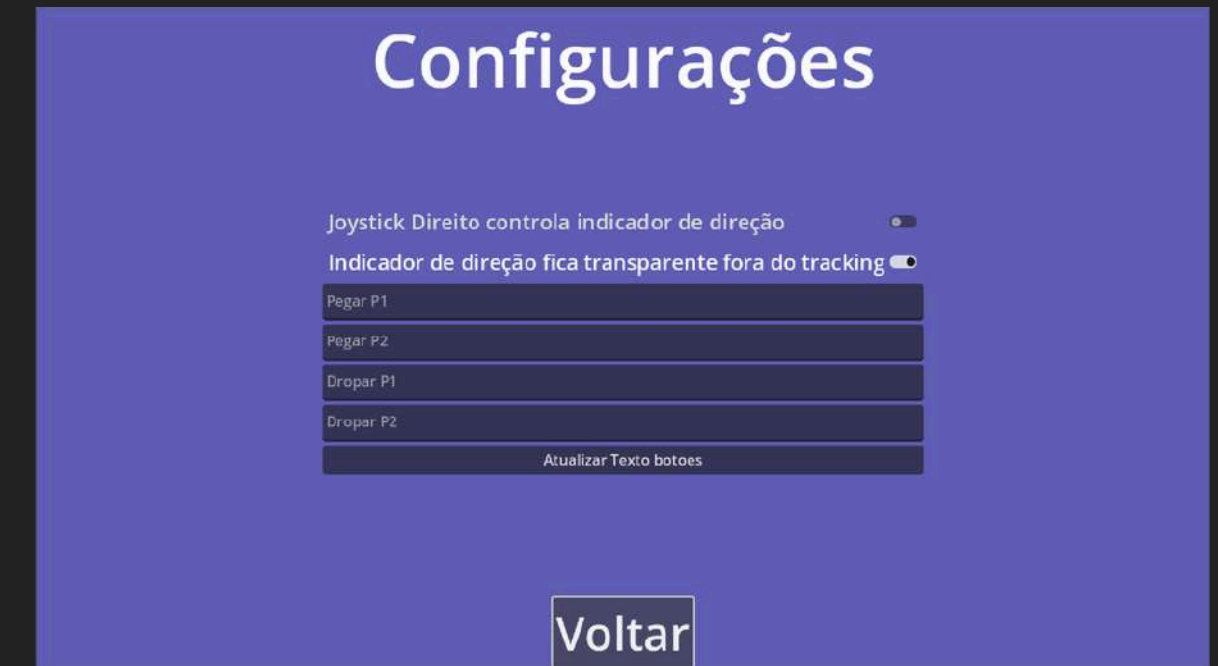 Configurações
Joystick Direito controla indicador de direção
Indicador de direção fica transparente fora do tracking
Pegar P1
Pegar P2
Dropar P1
Dropar P2
Atualizar Texto botoes
Voltar